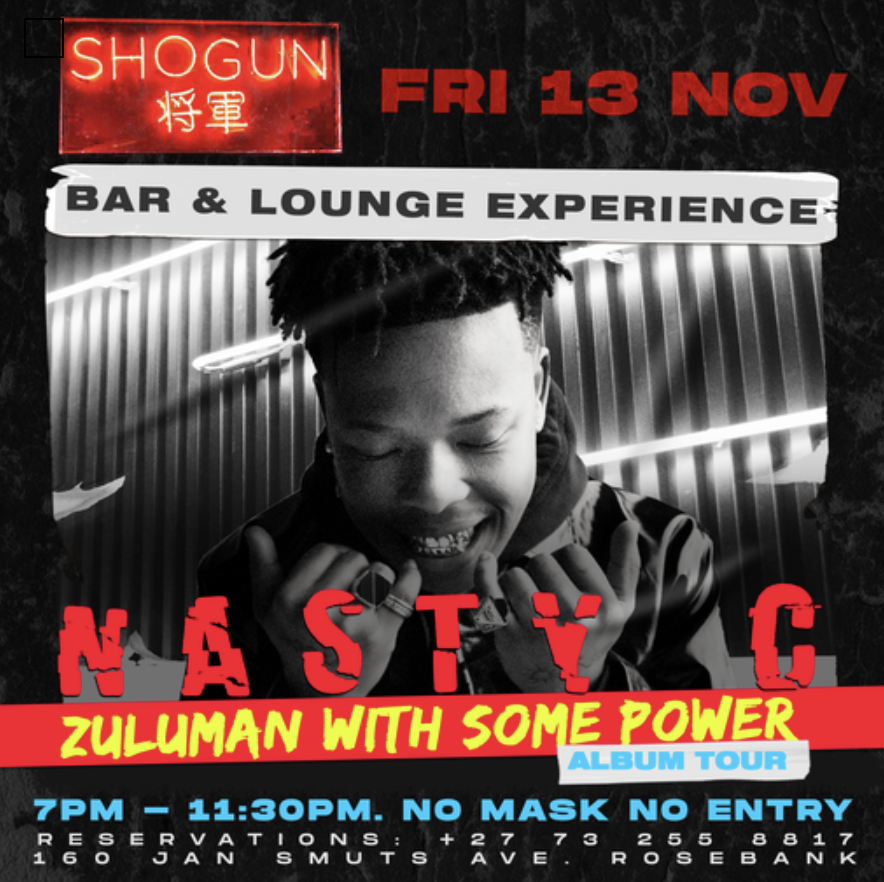 SHOGUN
将軍
FRI 13 NOV
BAR & LOUNGE EXPERIENCE
NASTY C
ZULUMAN WITH SOME POWER
ALBUM TOUR
7PM – 11:30PM. NO MASK NO ENTRY
RESERVATIONS: +27 73 255 8817
160 JAN SMUTS AVE. ROSEBANK